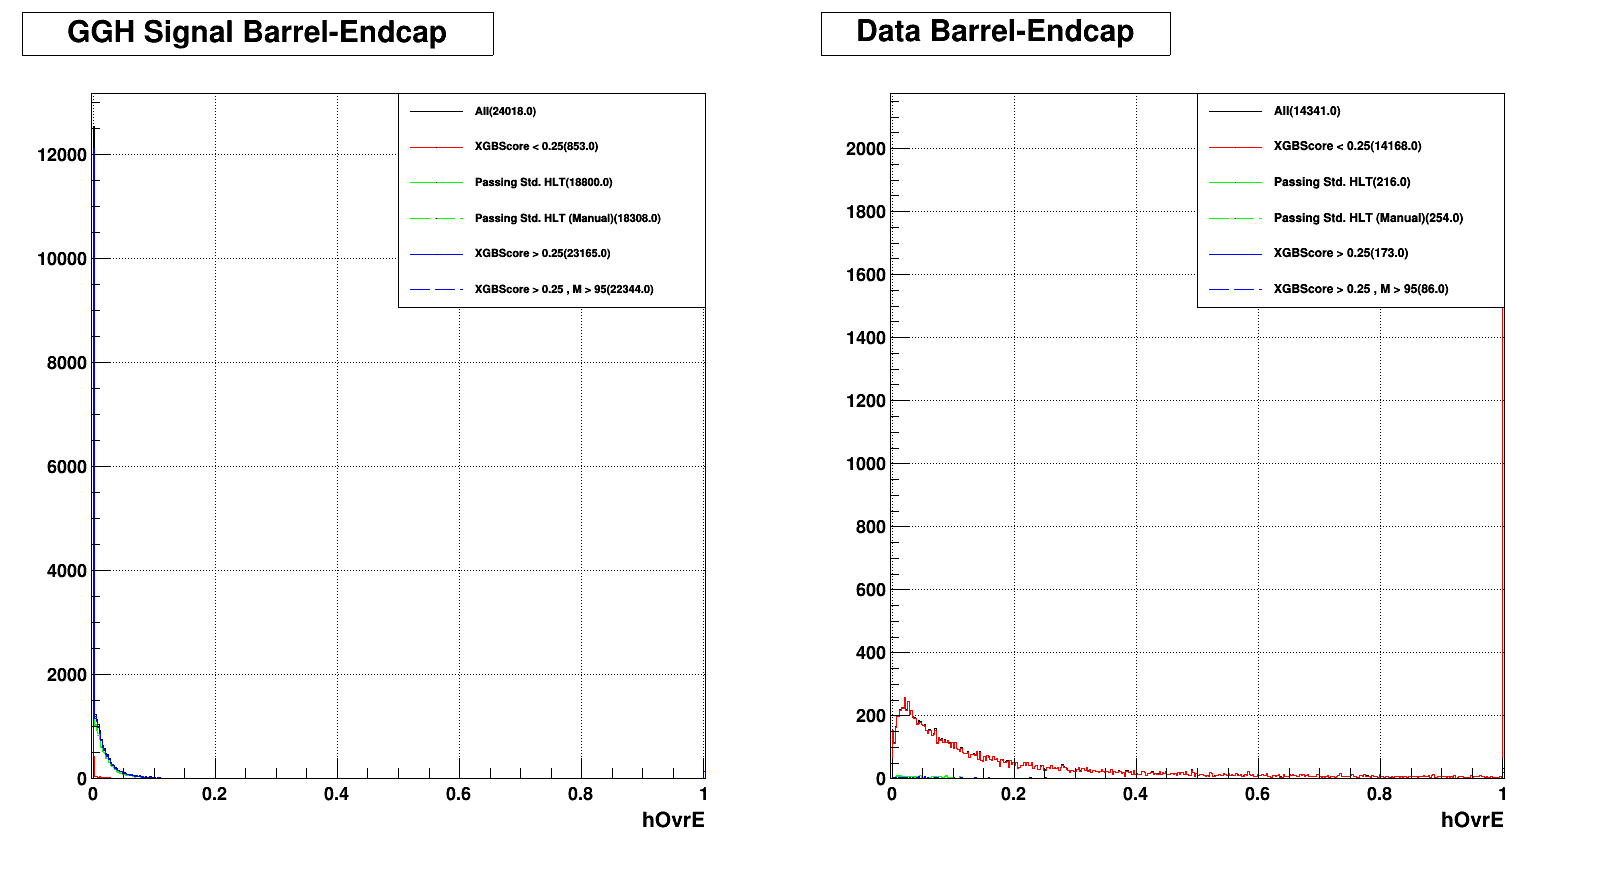 GGH Signal Barrel-Endcap
All(24018.0)
XGBScore < 0.25(853.0)
Passing Std. HLT(18800.0)
Passing Std. HLT (Manual)(18308.0)
XGBScore > 0.25(23165.0)
XGBScore > 0.25 , M > 95(22344.0)
12000
10000
8000
6000
4000
2000
0
0 0.2 0.4 0.6 0.8 1
hOvrE
Data Barrel-Endcap
All(14341.0)
XGBScore < 0.25(14168.0)
Passing Std. HLT(216.0)
Passing Std. HLT (Manual)(254.0)
XGBScore > 0.25(173.0)
XGBScore > 0.25 , M > 95(86.0)
2000
1800
1600
1400
1200
1000
800
600
400
200
0
0 0.2 0.4 0.6 0.8 1
hOvrE